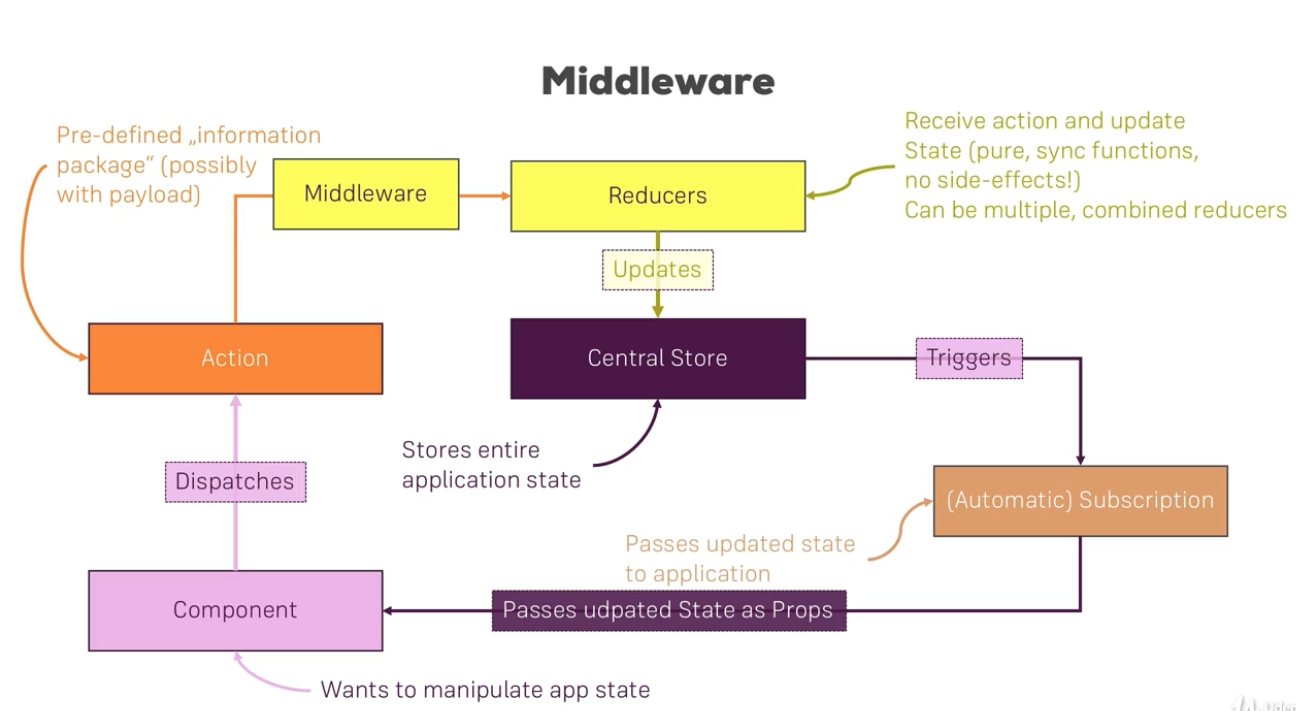 Middleware
Pre-defined „information
package“ (possibly
with payload)
Middleware
Reducers
Receive action and update
State (pure, sync functions,
no side-effects!)
Can be multiple, combined reducers
Updates
Action
Central Store
Triggers
Stores entire
application state
Dispatches
(Automatic) Subscription
Passes updated state
to application
Component
Passes udpated State as Props
Wants to manipulate app state